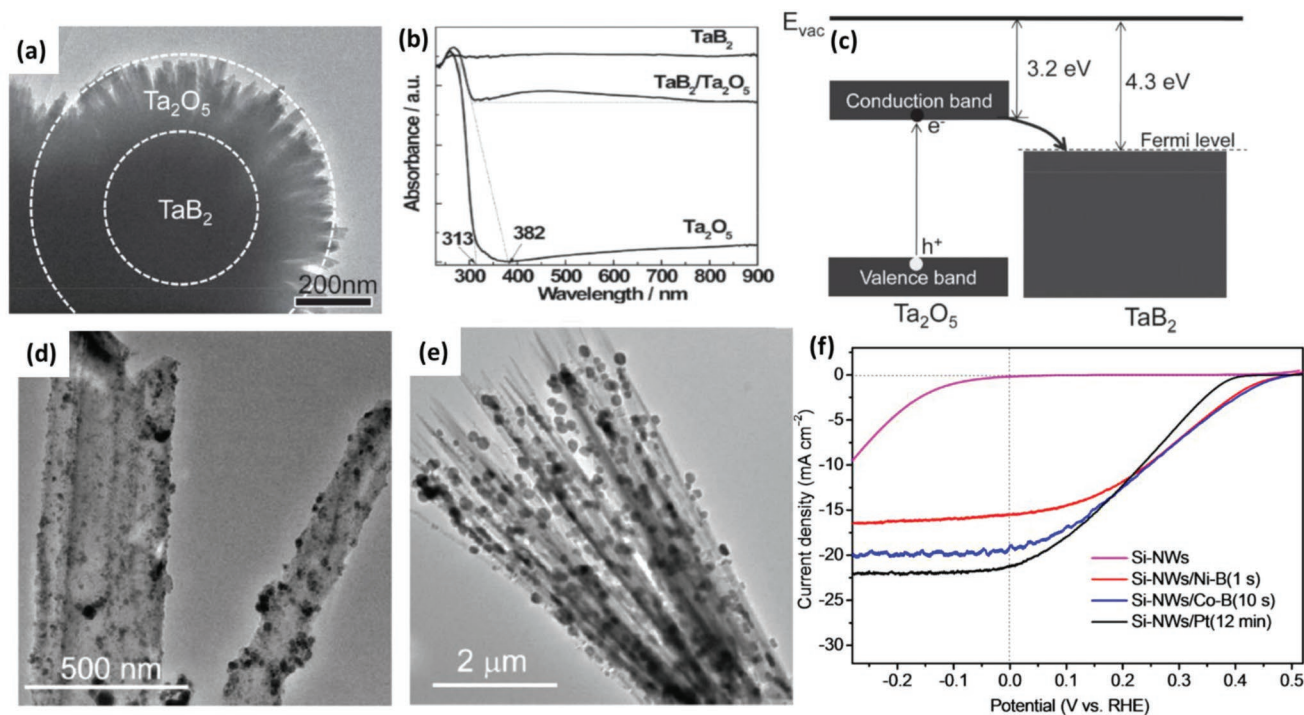 (a)
Ta₂O₅
TaB₂
200nm
(b)
TaB₂
TaB₂/Ta₂O₅
Ta₂O₅
313
382
Absorbance / a.u.
300 400 500 600 700 800 900
Wavelength / nm
(c)
E_vac
3.2 eV
4.3 eV
Conduction band
e⁻
Fermi level
h⁺
Valence band
Ta₂O₅
TaB₂
(d)
500 nm
(e)
2 μm
(f)
Current density (mA cm⁻²)
0
-5
-10
-15
-20
-25
-30
Si-NWs
Si-NWs/Ni-B(1 s)
Si-NWs/Co-B(10 s)
Si-NWs/Pt(12 min)
-0.2 -0.1 0.0 0.1 0.2 0.3 0.4 0.5
Potential (V vs. RHE)